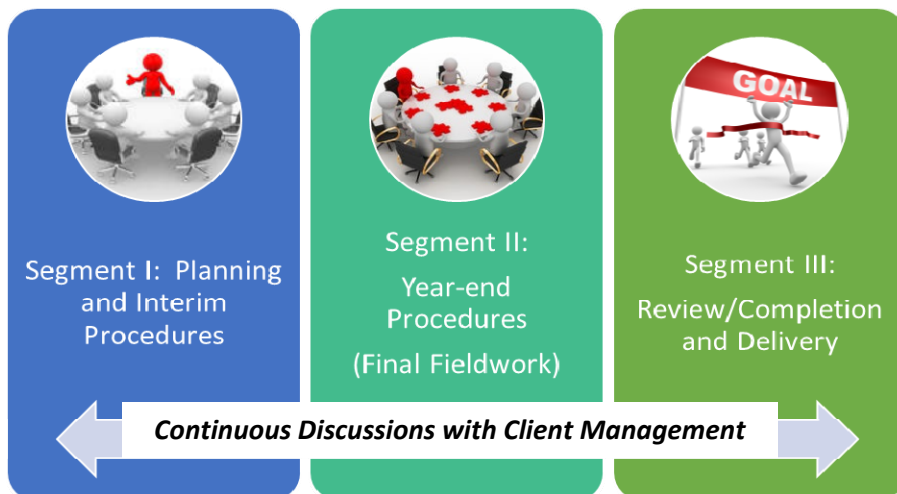 Segment I: Planning
and Interim
Procedures
GOAL
Segment II:
Year-end
Procedures
(Final Fieldwork)
Segment III:
Review/Completion
and Delivery
Continuous Discussions with Client Management